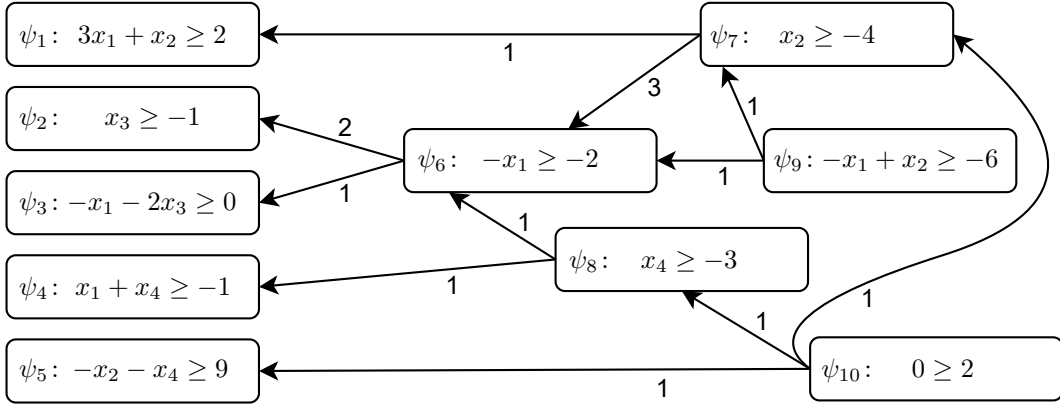 ψ₁: 3x₁ + x₂ ≥ 2
1
ψ₇: x₂ ≥ −4
ψ₂: x₃ ≥ −1
2
3
1
ψ₆: −x₁ ≥ −2
1
ψ₉: −x₁ + x₂ ≥ −6
ψ₃: −x₁ − 2x₃ ≥ 0
1
1
ψ₈: x₄ ≥ −3
ψ₄: x₁ + x₄ ≥ −1
1
1
1
ψ₅: −x₂ − x₄ ≥ 9
1
ψ₁₀: 0 ≥ 2